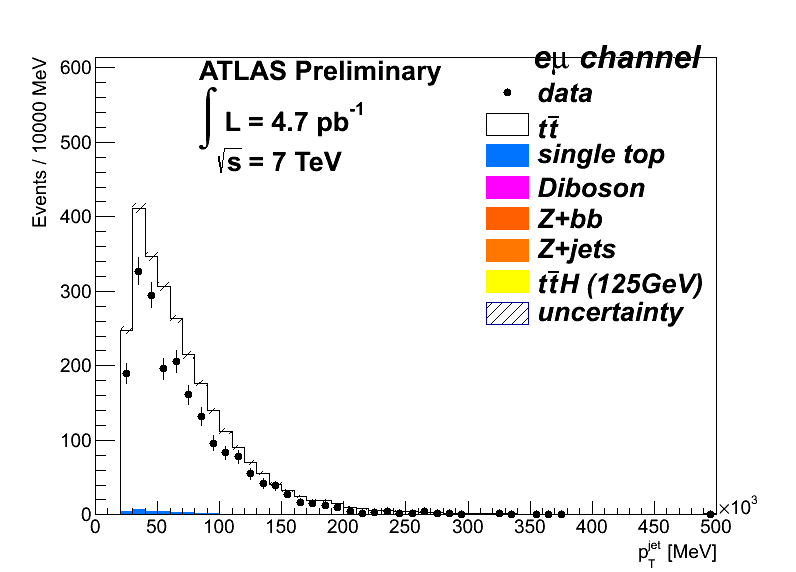 eμ channel
ATLAS Preliminary
∫ L = 4.7 pb⁻¹
√s = 7 TeV
data
tt̄
single top
Diboson
Z+bb
Z+jets
tt̄H (125GeV)
uncertainty
Events / 10000 MeV
600
500
400
300
200
100
0
0 50 100 150 200 250 300 350 400 450 500
×10³
p_T^jet [MeV]